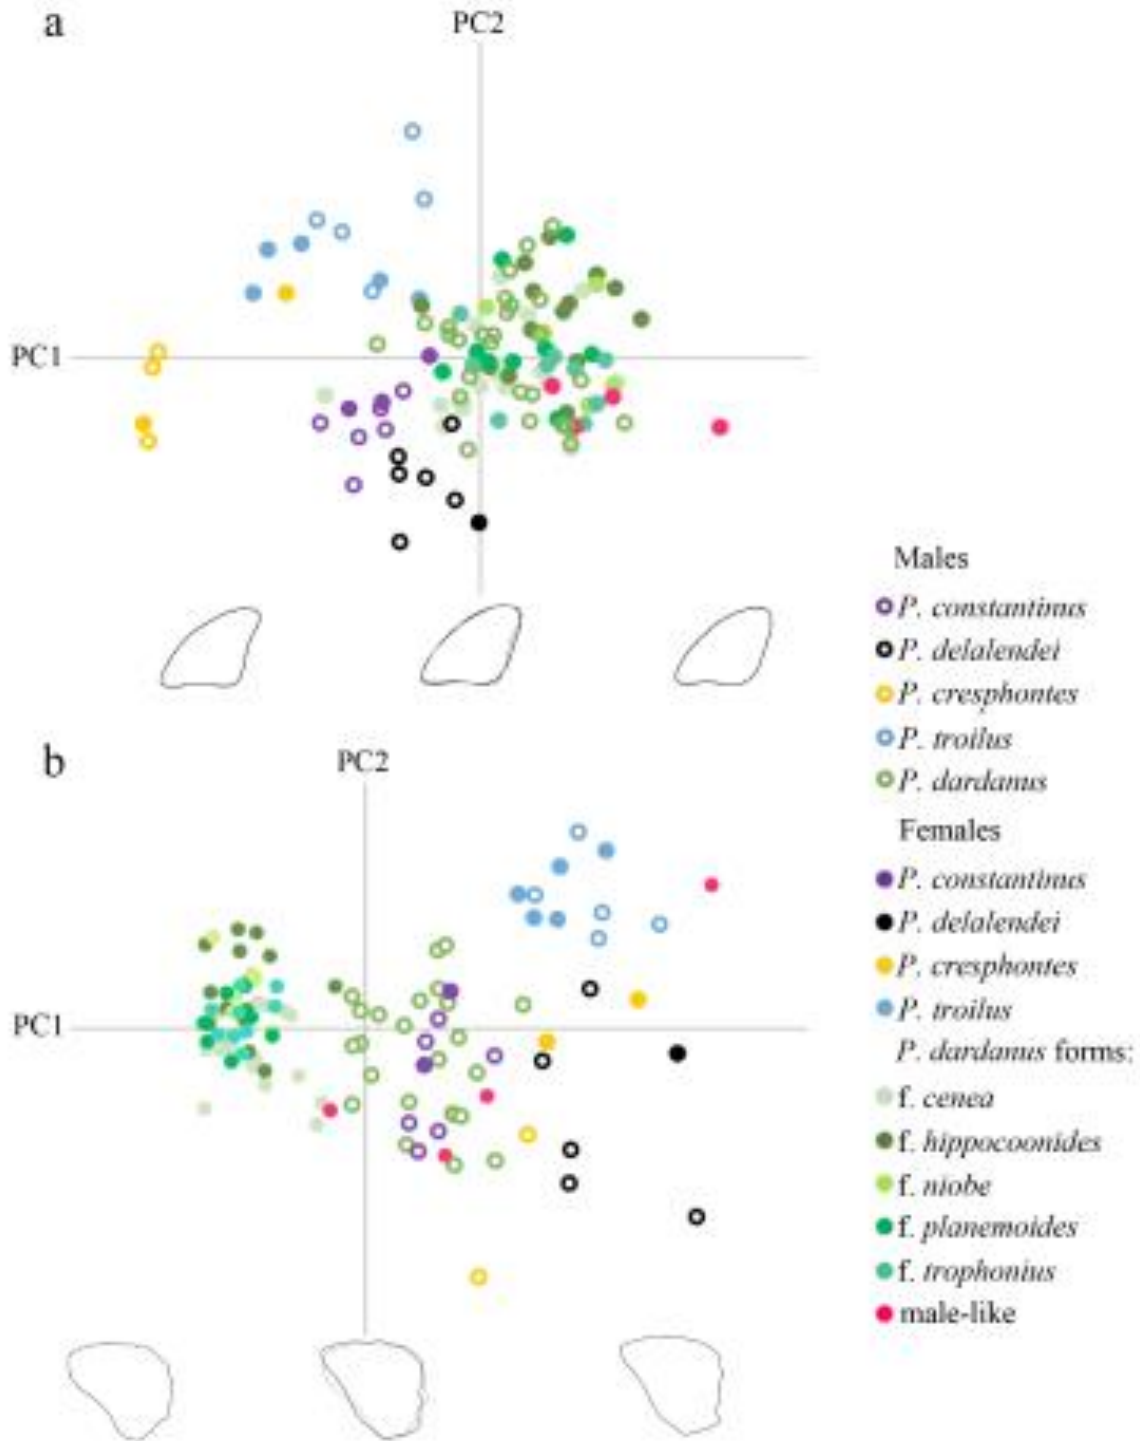 a
PC2
PC1
Males
P. constantinus
P. delalendei
P. cresphontes
P. troilus
P. dardanus
b
PC2
Females
P. constantinus
P. delalendei
P. cresphontes
P. troilus
PC1
P. dardanus forms:
f. cenea
f. hippocoonides
f. niobe
f. planemoides
f. trophonius
male-like